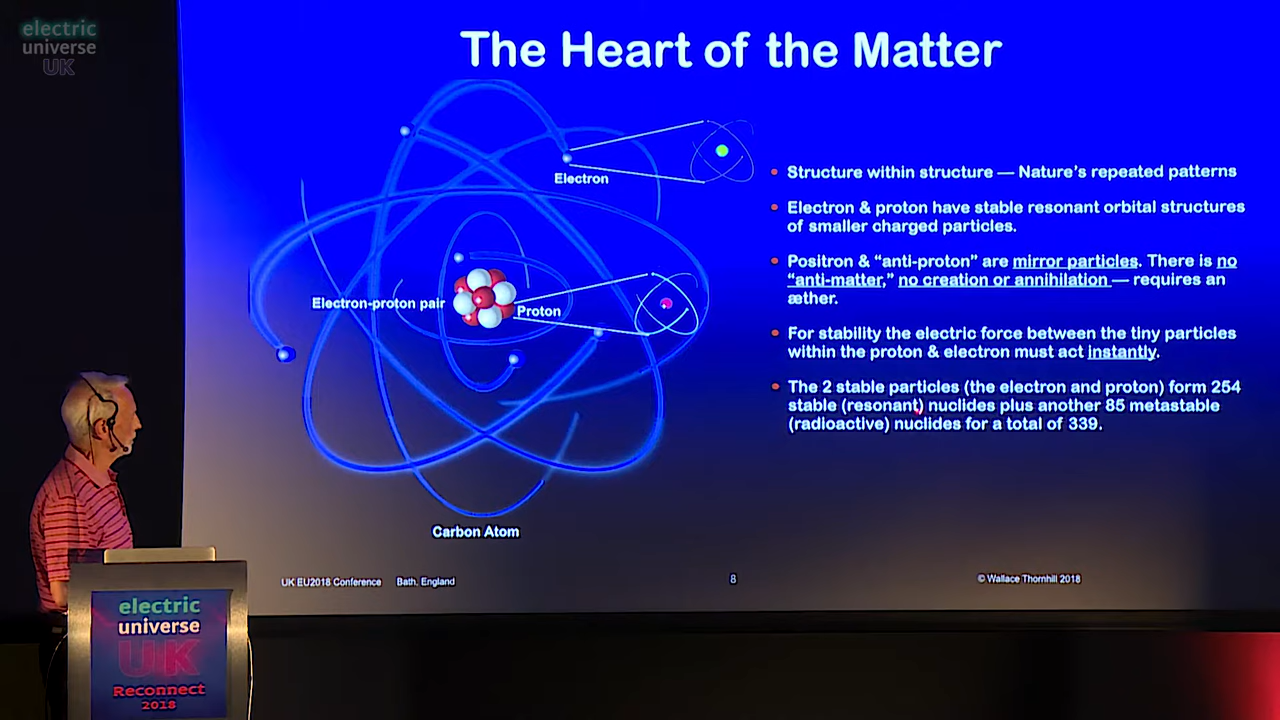 electric
universe
UK
The Heart of the Matter
Electron
Electron-proton pair
Proton
Carbon Atom
• Structure within structure — Nature's repeated patterns
• Electron & proton have stable resonant orbital structures
of smaller charged particles.
• Positron & “anti-proton” are mirror particles. There is no
“anti-matter,” no creation or annihilation — requires an
æther.
• For stability the electric force between the tiny particles
within the proton & electron must act instantly.
• The 2 stable particles (the electron and proton) form 254
stable (resonant) nuclides plus another 85 metastable
(radioactive) nuclides for a total of 339.
UK EU2018 Conference Bath, England
8
© Wallace Thornhill 2018
electric
universe
UK
Reconnect
2018